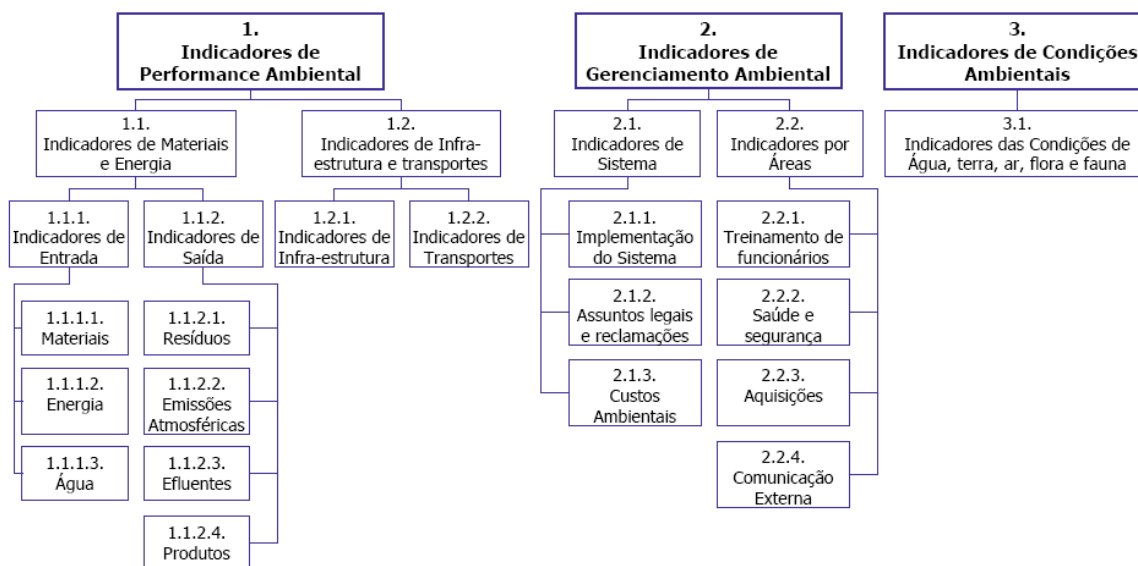 1.
Indicadores de
Performance Ambiental
2.
Indicadores de
Gerenciamento Ambiental
3.
Indicadores de Condições
Ambientais
1.1.
Indicadores de Materiais
e Energia
1.2.
Indicadores de Infra-
estrutura e transportes
2.1.
Indicadores de
Sistema
2.2.
Indicadores por
Áreas
3.1.
Indicadores das Condições de
Água, terra, ar, flora e fauna
1.1.1.
Indicadores de
Entrada
1.1.2.
Indicadores de
Saída
1.2.1.
Indicadores de
Infra-estrutura
1.2.2.
Indicadores de
Transportes
2.1.1.
Implementação
do Sistema
2.2.1.
Treinamento de
funcionários
1.1.1.1.
Materiais
1.1.2.1.
Resíduos
2.1.2.
Assuntos legais
e reclamações
2.2.2.
Saúde e
segurança
1.1.1.2.
Energia
1.1.2.2.
Emissões
Atmosféricas
2.1.3.
Custos
Ambientais
2.2.3.
Aquisições
1.1.1.3.
Água
1.1.2.3.
Efluentes
2.2.4.
Comunicação
Externa
1.1.2.4.
Produtos